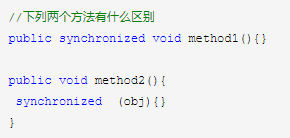 //下列两个方法有什么区别
public synchronized void method1(){}
public void method2(){
synchronized  (obj){}
}